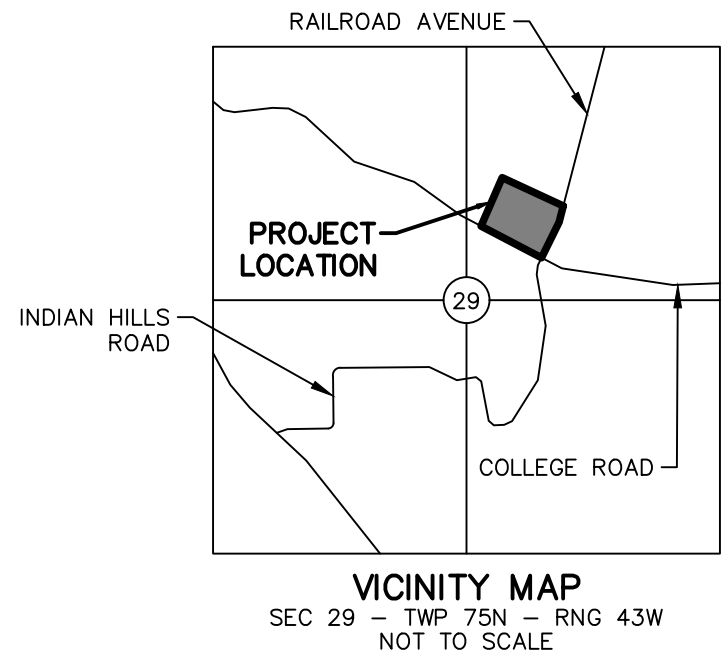 RAILROAD AVENUE
PROJECT
LOCATION
29
INDIAN HILLS
ROAD
COLLEGE ROAD
VICINITY MAP
SEC 29 – TWP 75N – RNG 43W
NOT TO SCALE